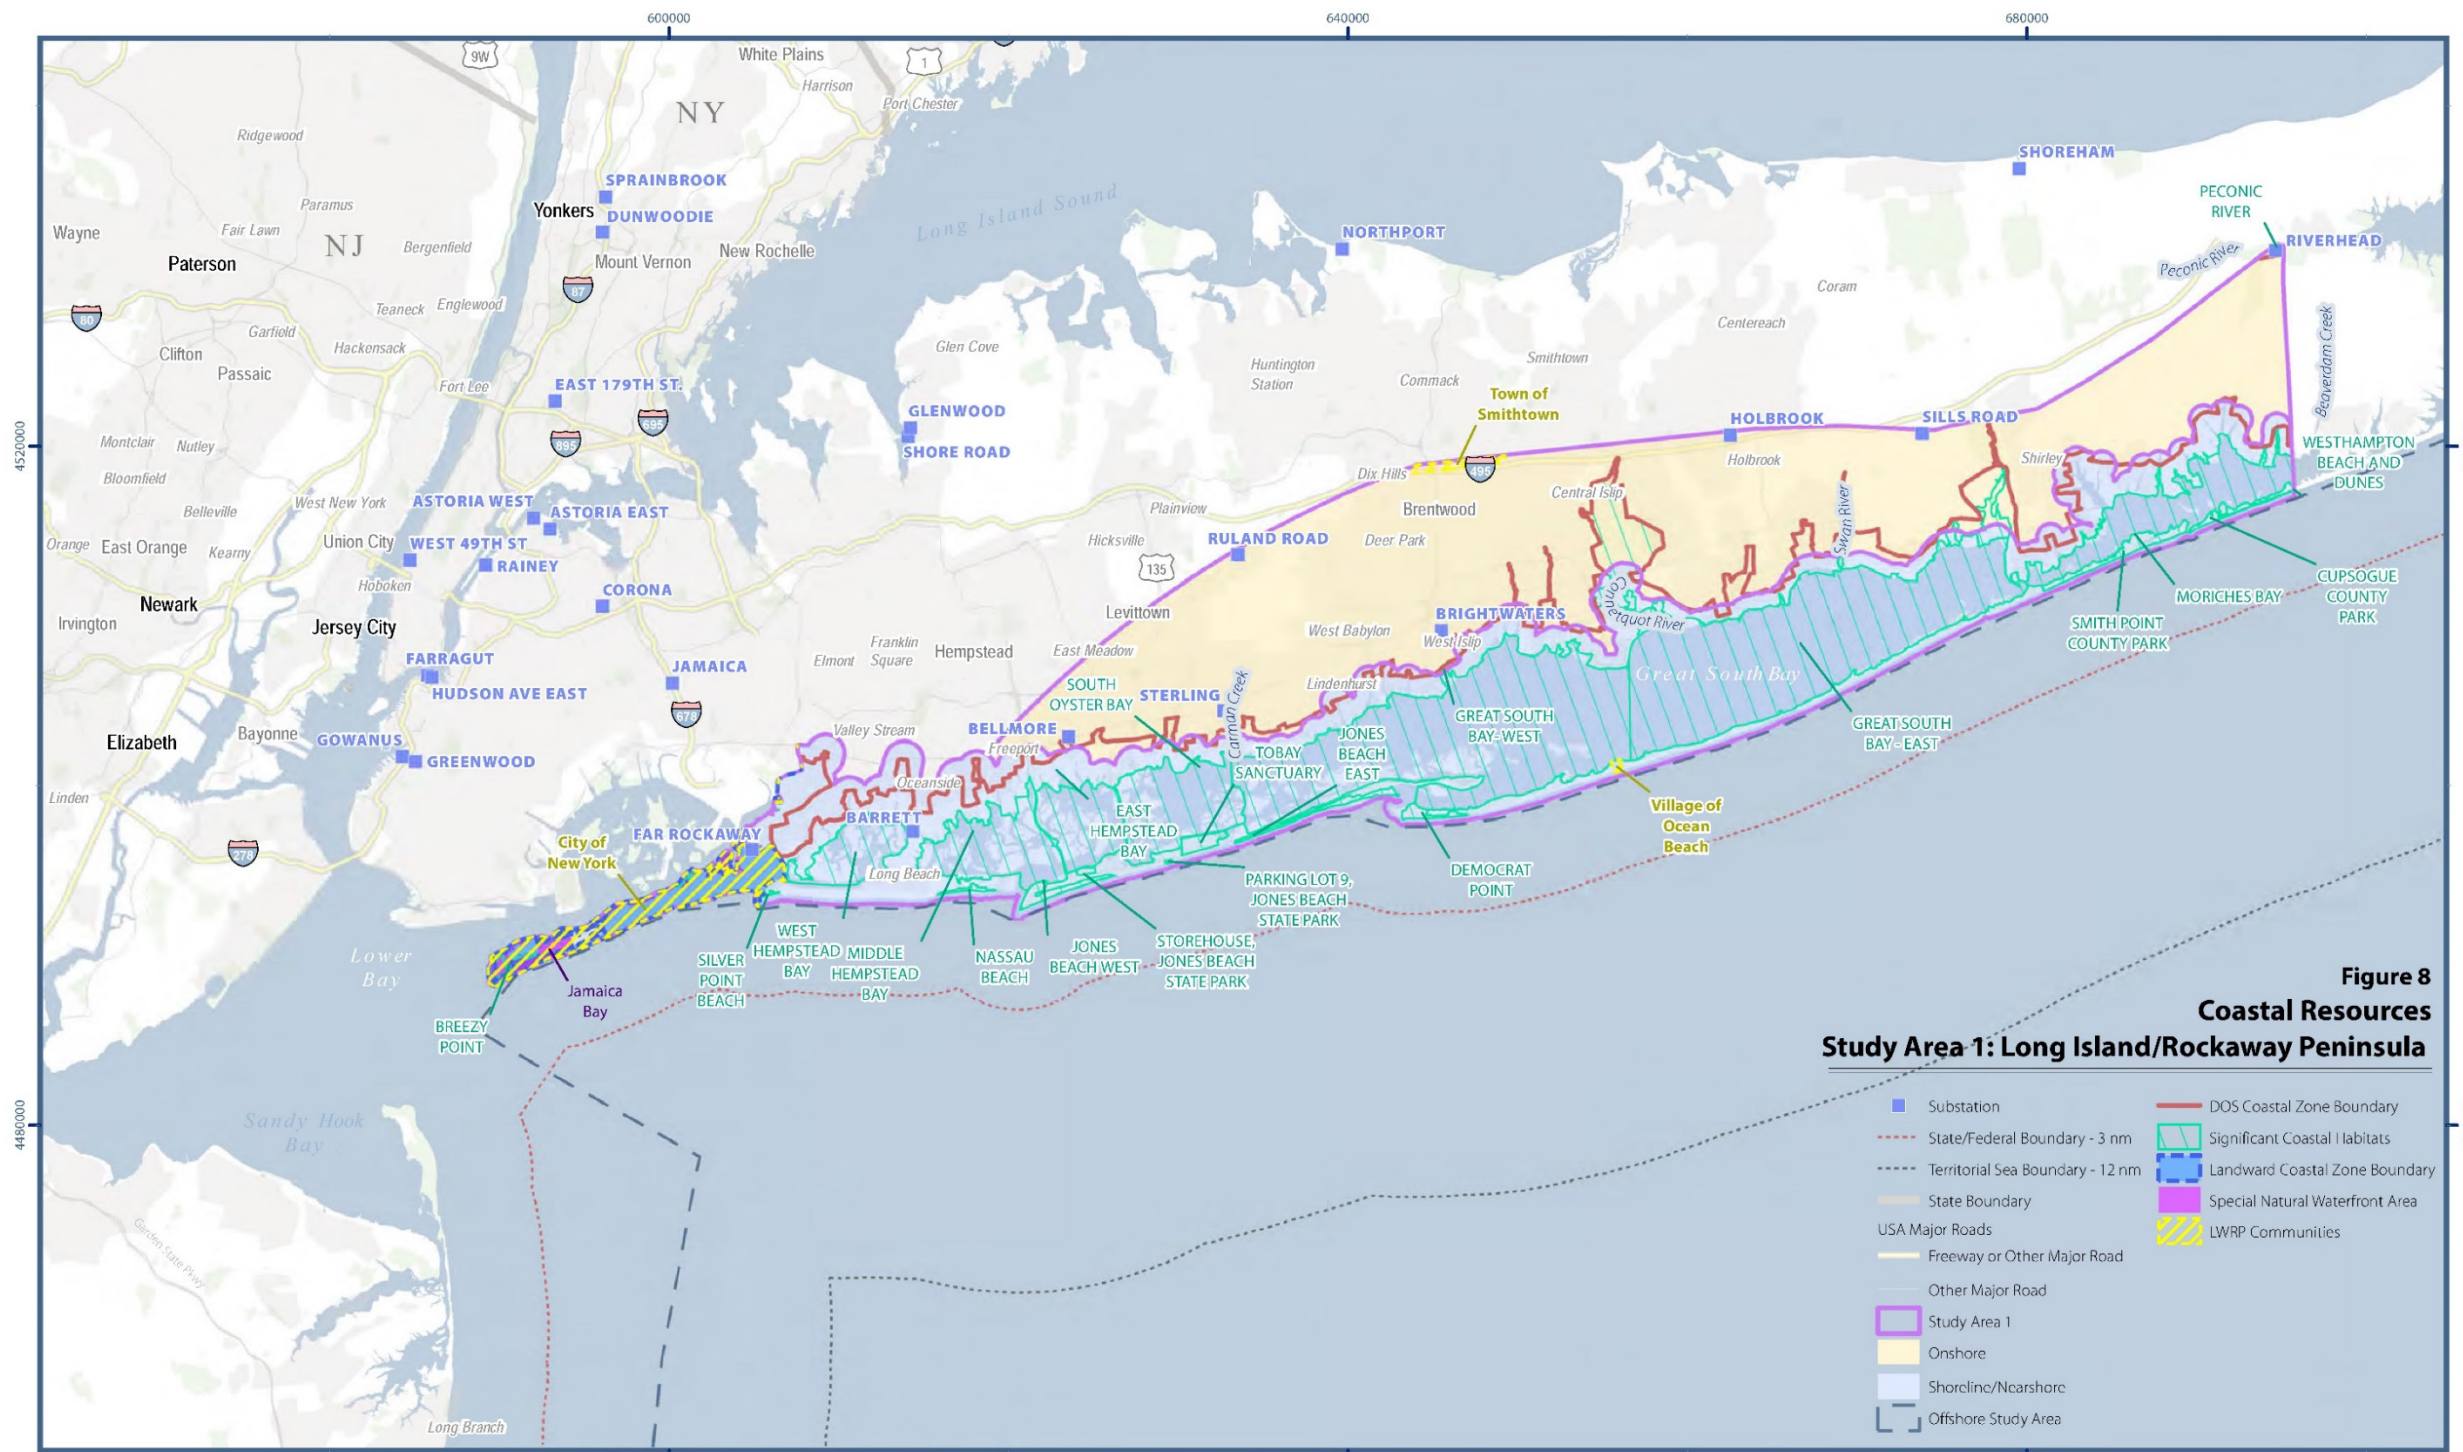 600000
640000
680000
9W
White Plains
1
Harrison
NY
Port Chester
Ridgewood
SHOREHAM
SPRAINBROOK
Paramus
Yonkers
DUNWOODIE
Long Island Sound
PECONIC
RIVER
Wayne
Fair Lawn
NJ
Bergenfield
NORTHPORT
RIVERHEAD
New Rochelle
Mount Vernon
Peconic River
Paterson
87
Coram
Teaneck
Englewood
80
Centereach
Beaverdam Creek
Garfield
Hackensack
Glen Cove
Smithtown
Clifton
Huntington
Station
Passaic
Fort Lee
EAST 179TH ST.
Commack
Town of
Smithtown
GLENWOOD
HOLBROOK
SILLS ROAD
695
895
4520000
Montclair
Nutley
SHORE ROAD
WESTHAMPTON
BEACH AND
DUNES
Bloomfield
Dix Hills
495
Holbrook
Shirley
West New York
ASTORIA WEST
Central Islip
Belleville
ASTORIA EAST
Plainview
Brentwood
Swan River
Orange
East Orange
Kearny
Union City
WEST 49TH ST
Hicksville
RULAND ROAD
Deer Park
RAINEY
135
Hoboken
CORONA
CUPSOGUE
COUNTY
PARK
MORICHES BAY
Newark
Levittown
BRIGHTWATERS
Connetquot River
Irvington
Jersey City
SMITH POINT
COUNTY PARK
West Babylon
West Islip
Franklin
Square
Hempstead
East Meadow
FARRAGUT
Elmont
JAMAICA
Great South Bay
HUDSON AVE EAST
SOUTH
OYSTER BAY
STERLING
Carman Creek
Lindenhurst
678
GREAT SOUTH
BAY-WEST
GREAT SOUTH
BAY - EAST
Elizabeth
Bayonne
GOWANUS
Valley Stream
BELLMORE
Freeport
JONES
BEACH
EAST
TOBAY
SANCTUARY
GREENWOOD
Oceanside
Linden
BARRETT
EAST
HEMPSTEAD
BAY
Village of
Ocean
Beach
FAR ROCKAWAY
City of
New York
278
Long Beach
DEMOCRAT
POINT
PARKING LOT 9,
JONES BEACH
STATE PARK
Lower
Bay
WEST
HEMPSTEAD
BAY
SILVER
POINT
BEACH
MIDDLE
HEMPSTEAD
BAY
NASSAU
BEACH
JONES
BEACH WEST
STOREHOUSE,
JONES BEACH
STATE PARK
Jamaica
Bay
BREEZY
POINT
Figure 8
Coastal Resources
Study Area 1: Long Island/Rockaway Peninsula
4480000
Sandy Hook
Bay
Garden State Pkwy
Long Branch
Substation
State/Federal Boundary - 3 nm
Territorial Sea Boundary - 12 nm
State Boundary
USA Major Roads
Freeway or Other Major Road
Other Major Road
Study Area 1
Onshore
Shoreline/Nearshore
Offshore Study Area
DOS Coastal Zone Boundary
Significant Coastal Habitats
Landward Coastal Zone Boundary
Special Natural Waterfront Area
LWRP Communities